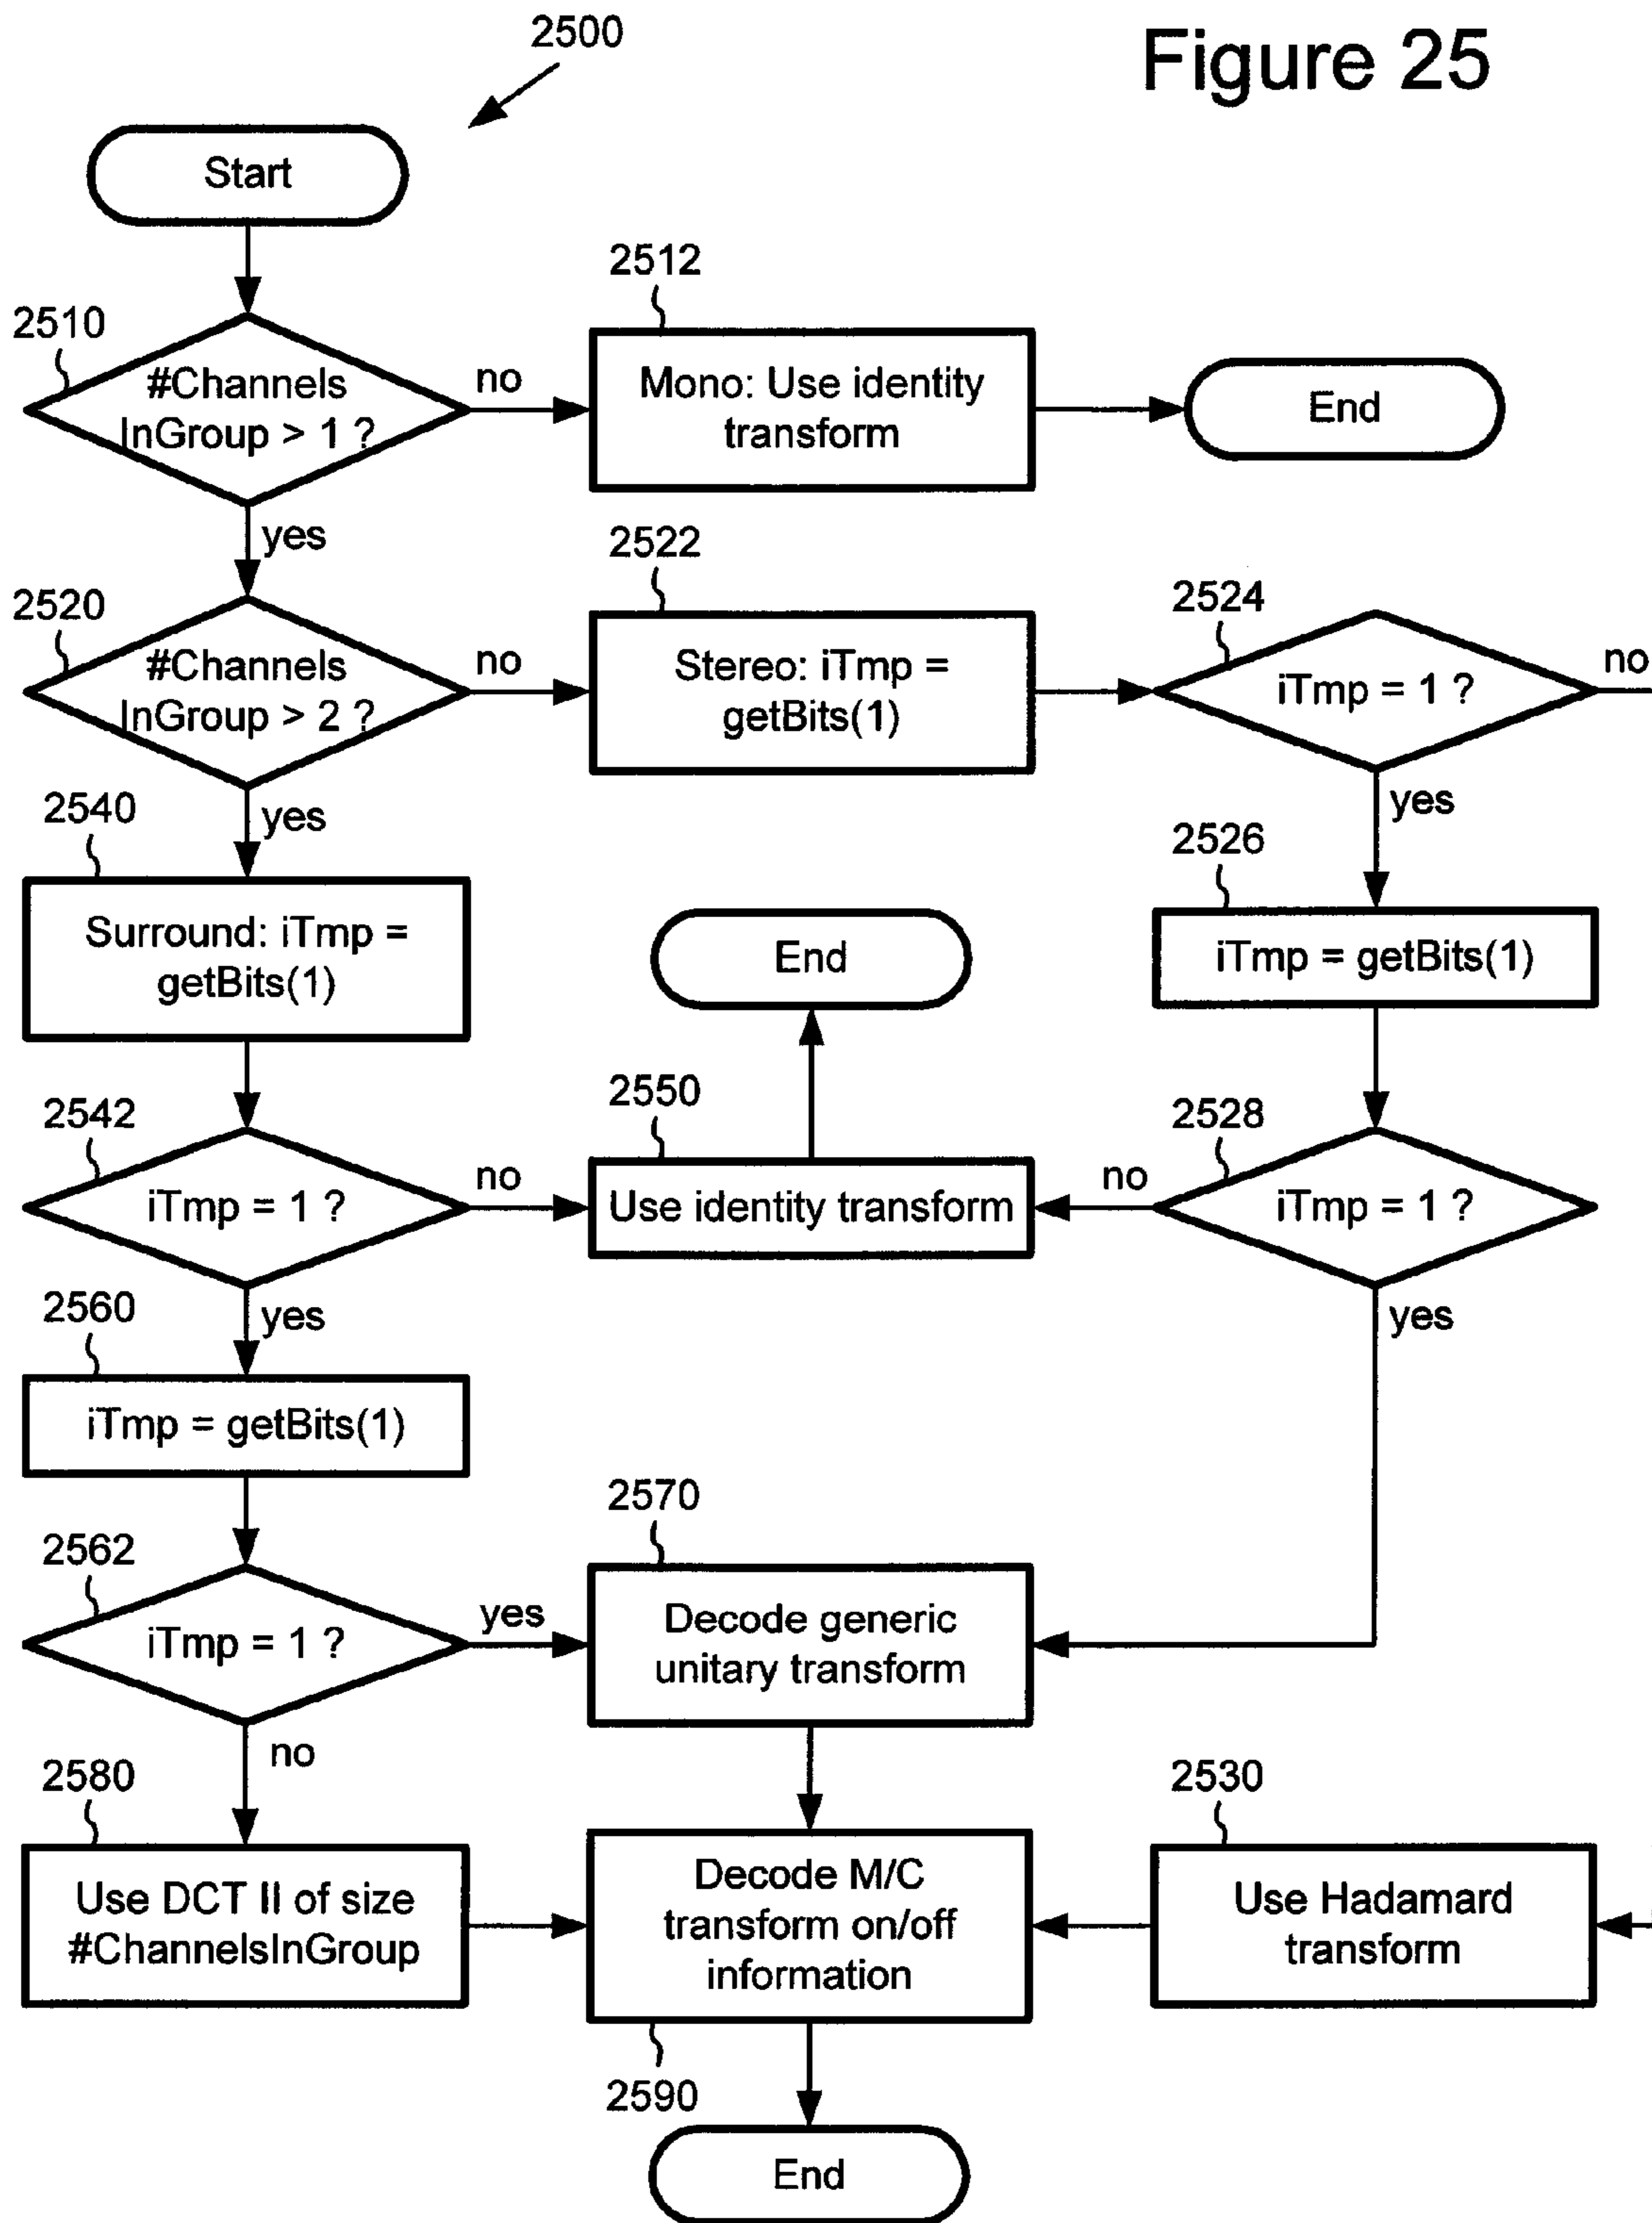 2500
Figure 25
Start
2510
#Channels
InGroup > 1 ?
no
yes
2512
Mono: Use identity
transform
End
2520
#Channels
InGroup > 2 ?
no
yes
2522
Stereo: iTmp =
getBits(1)
2524
iTmp = 1 ?
no
yes
2540
Surround: iTmp =
getBits(1)
End
2526
iTmp = getBits(1)
2542
iTmp = 1 ?
no
yes
2550
Use identity transform
2528
iTmp = 1 ?
no
yes
2560
iTmp = getBits(1)
2562
iTmp = 1 ?
yes
no
2570
Decode generic
unitary transform
2580
Use DCT II of size
#ChannelsInGroup
Decode M/C
transform on/off
information
2590
2530
Use Hadamard
transform
End